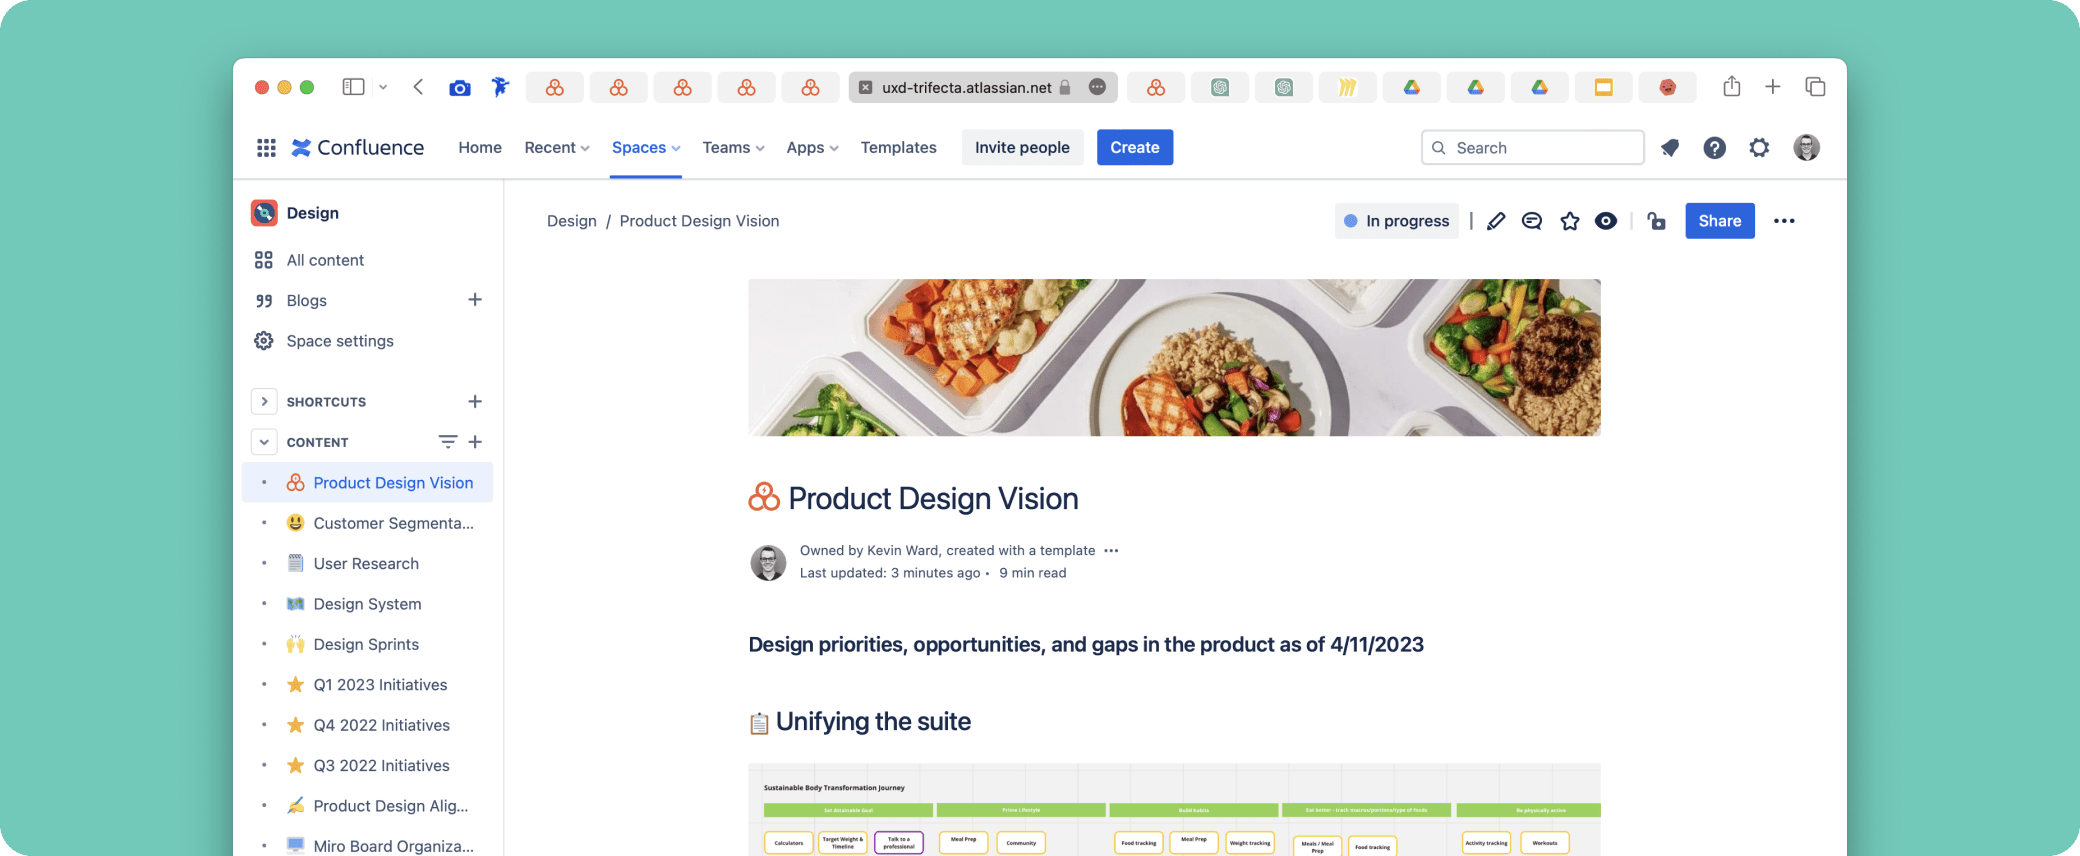 uxd-trifecta.atlassian.net
Confluence Home Recent Spaces Teams Apps Templates Invite people Create Search
Design
All content
Blogs
Space settings
SHORTCUTS
CONTENT
Product Design Vision
Customer Segmenta...
User Research
Design System
Design Sprints
Q1 2023 Initiatives
Q4 2022 Initiatives
Q3 2022 Initiatives
Product Design Alig...
Miro Board Organiza...
Design / Product Design Vision
In progress
Share
Product Design Vision
Owned by Kevin Ward, created with a template
Last updated: 3 minutes ago • 9 min read
Design priorities, opportunities, and gaps in the product as of 4/11/2023
Unifying the suite
Sustainable Body Transformation Journey
Set Attainable Goal
Prime Lifestyle
Build habits
Eat better - track macros/portions/type of foods
Be physically active
Calculators
Target Weight &
Timeline
Talk to a
professional
Meal Prep
Community
Food tracking
Meal Prep
Weight tracking
Meals / Meal
Prep
Food tracking
Activity tracking
Workouts